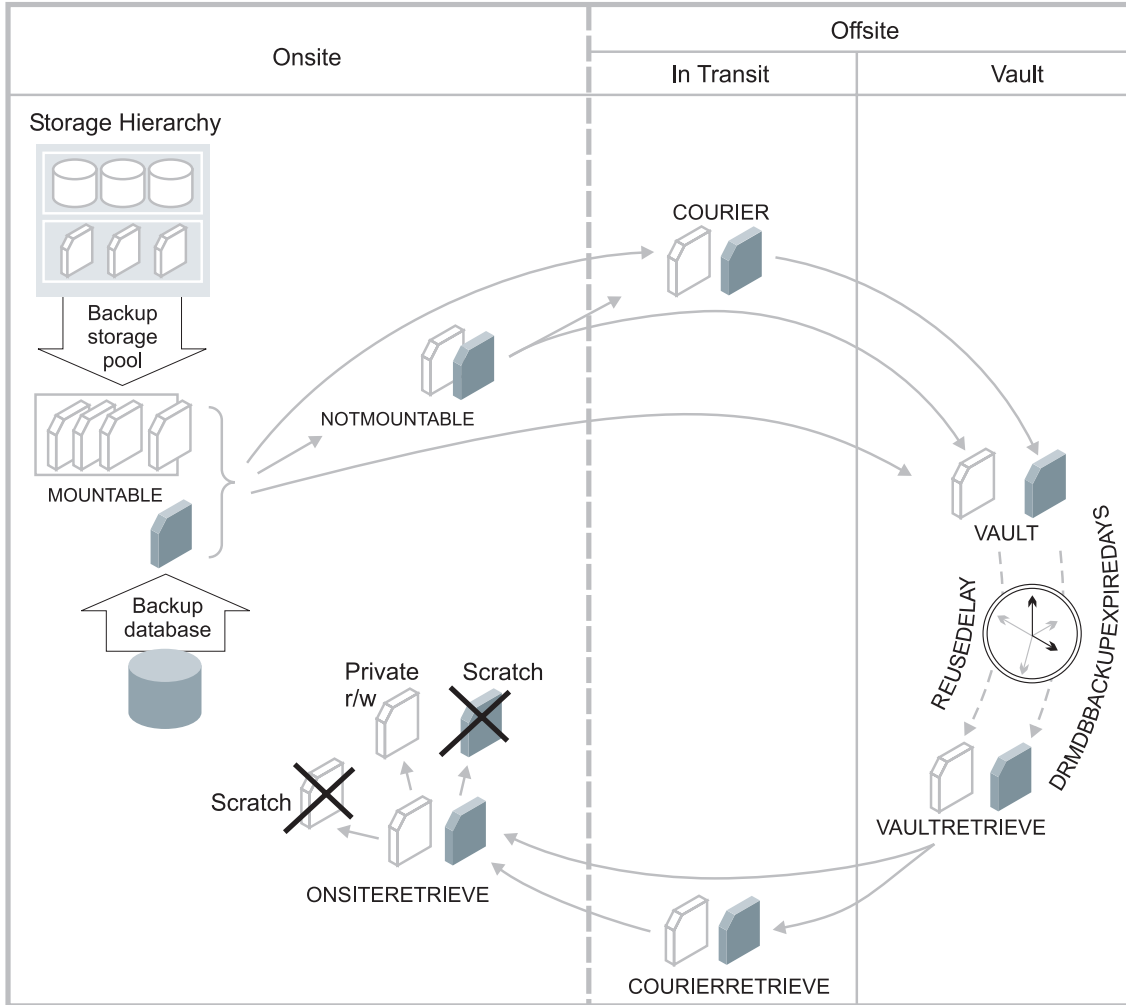 Onsite
Offsite
In Transit
Vault
Storage Hierarchy
Backup
storage
pool
MOUNTABLE
NOTMOUNTABLE
COURIER
VAULT
Backup
database
REUSEDELAY
DRMDBBACKUPEXPIREDAYS
Private
r/w
Scratch
Scratch
ONSITERETRIEVE
VAULTRETRIEVE
COURIERRETRIEVE